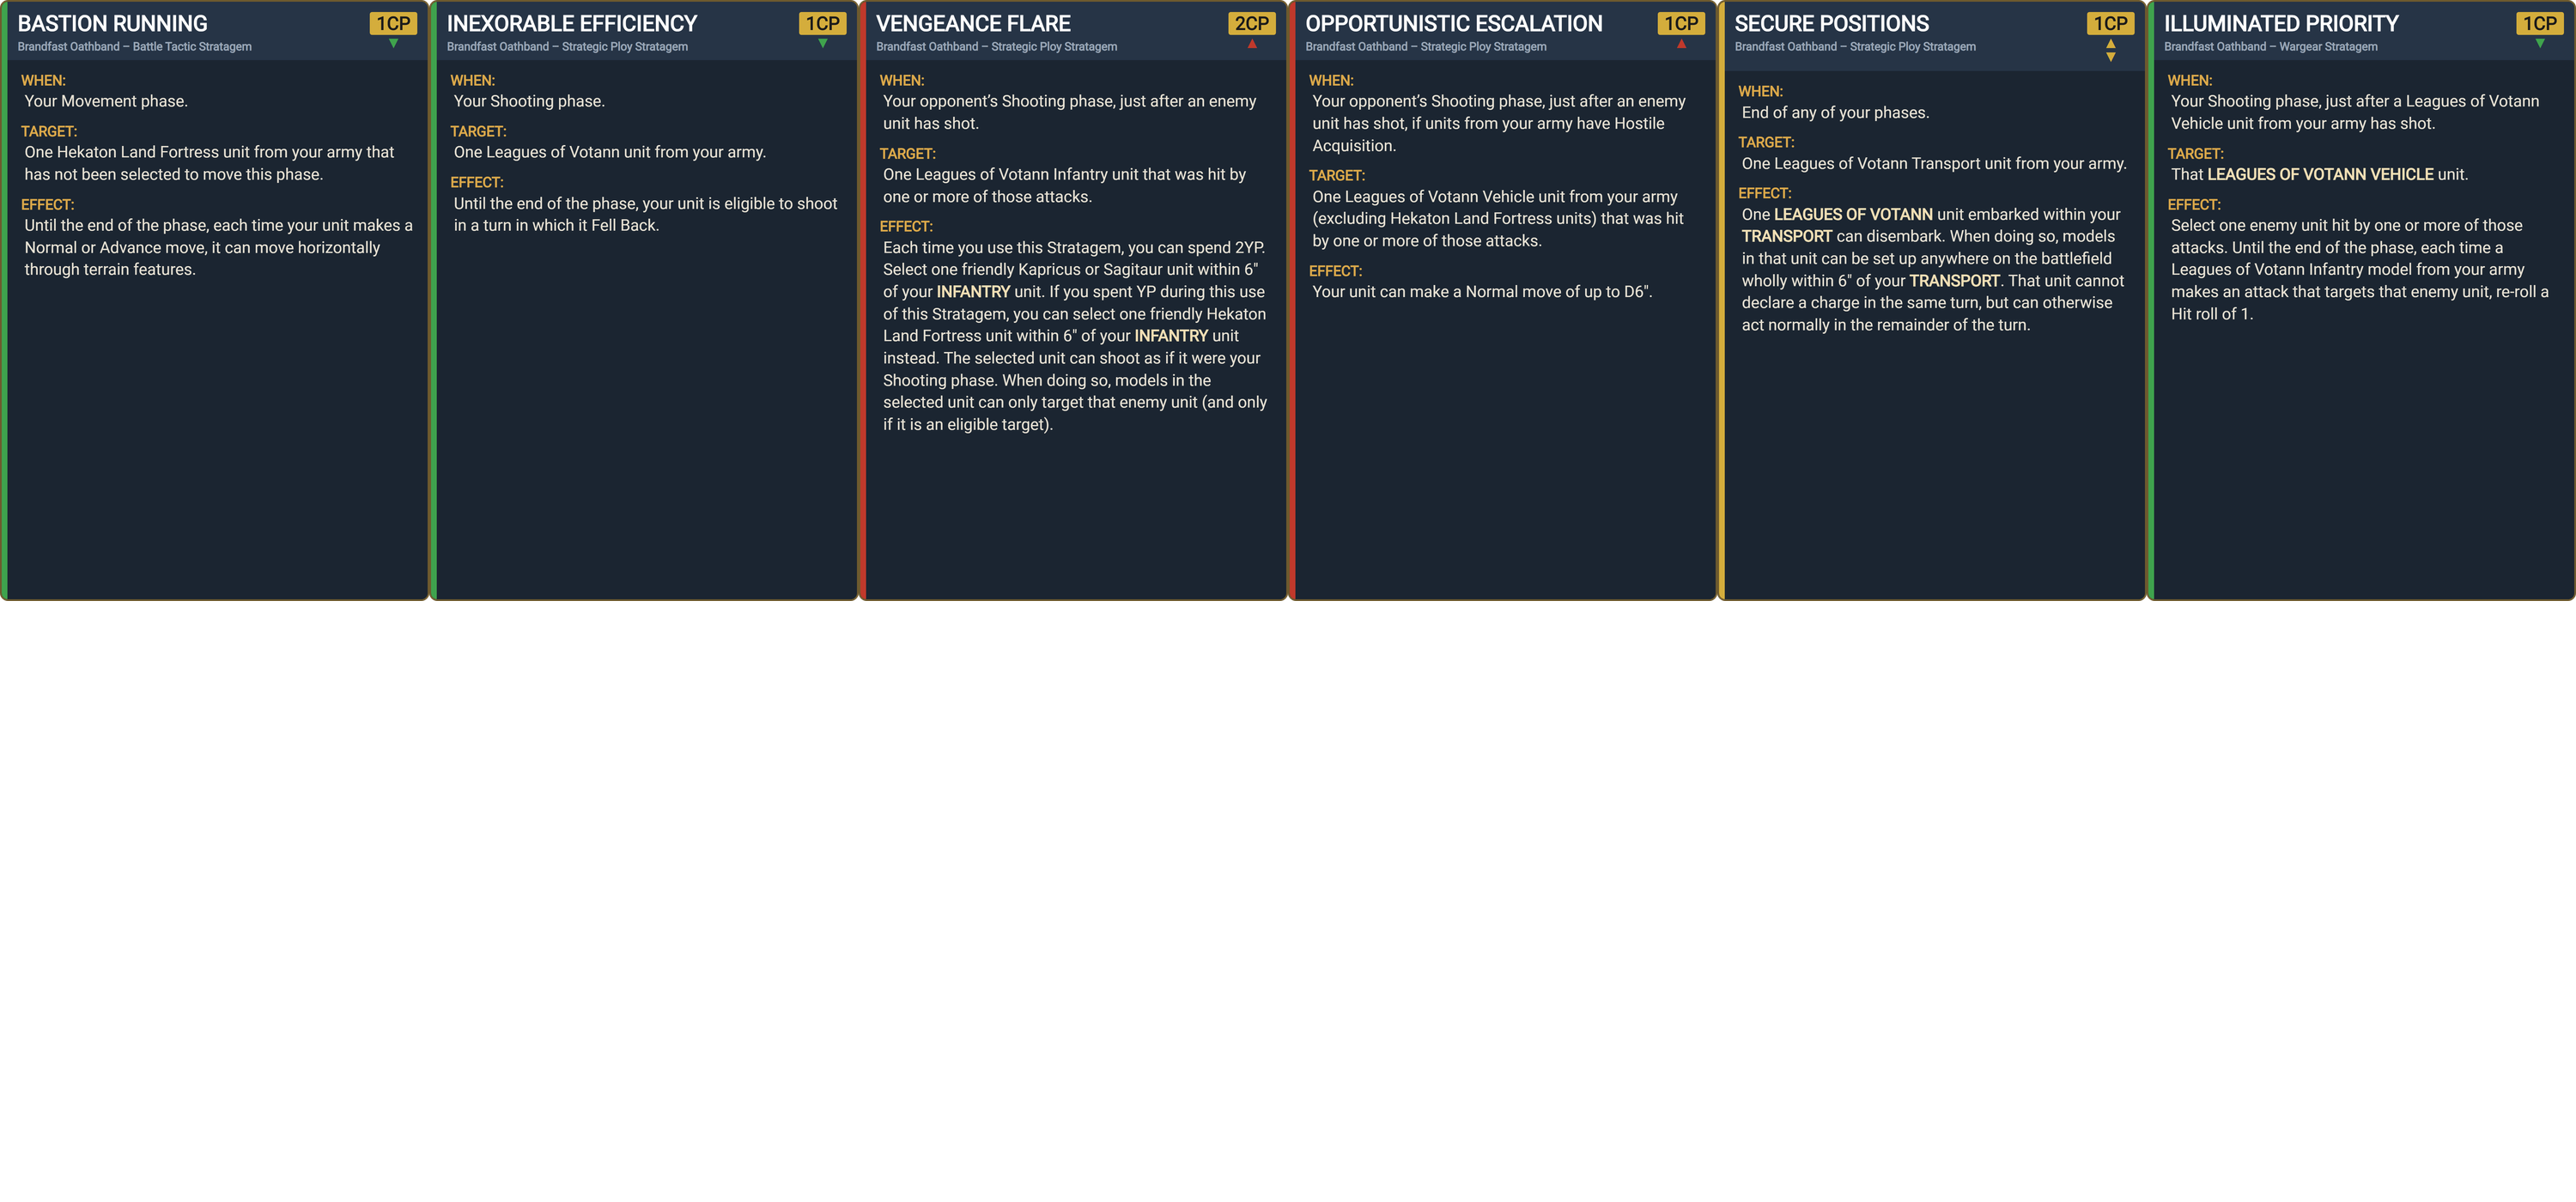 BASTION RUNNING
1CP
Brandfast Oathband – Battle Tactic Stratagem
▼
WHEN:
Your Movement phase.
TARGET:
One Hekaton Land Fortress unit from your army that
has not been selected to move this phase.
EFFECT:
Until the end of the phase, each time your unit makes a
Normal or Advance move, it can move horizontally
through terrain features.
INEXORABLE EFFICIENCY
1CP
Brandfast Oathband – Strategic Ploy Stratagem
▼
WHEN:
Your Shooting phase.
TARGET:
One Leagues of Votann unit from your army.
EFFECT:
Until the end of the phase, your unit is eligible to shoot
in a turn in which it Fell Back.
VENGEANCE FLARE
2CP
Brandfast Oathband – Strategic Ploy Stratagem
▲
WHEN:
Your opponent’s Shooting phase, just after an enemy
unit has shot.
TARGET:
One Leagues of Votann Infantry unit that was hit by
one or more of those attacks.
EFFECT:
Each time you use this Stratagem, you can spend 2YP.
Select one friendly Kapricus or Sagitaur unit within 6"
of your INFANTRY unit. If you spent YP during this use
of this Stratagem, you can select one friendly Hekaton
Land Fortress unit within 6" of your INFANTRY unit
instead. The selected unit can shoot as if it were your
Shooting phase. When doing so, models in the
selected unit can only target that enemy unit (and only
if it is an eligible target).
OPPORTUNISTIC ESCALATION
1CP
Brandfast Oathband – Strategic Ploy Stratagem
▲
WHEN:
Your opponent’s Shooting phase, just after an enemy
unit has shot, if units from your army have Hostile
Acquisition.
TARGET:
One Leagues of Votann Vehicle unit from your army
(excluding Hekaton Land Fortress units) that was hit
by one or more of those attacks.
EFFECT:
Your unit can make a Normal move of up to D6".
SECURE POSITIONS
1CP
Brandfast Oathband – Strategic Ploy Stratagem
▲
▼
WHEN:
End of any of your phases.
TARGET:
One Leagues of Votann Transport unit from your army.
EFFECT:
One LEAGUES OF VOTANN unit embarked within your
TRANSPORT can disembark. When doing so, models
in that unit can be set up anywhere on the battlefield
wholly within 6" of your TRANSPORT. That unit cannot
declare a charge in the same turn, but can otherwise
act normally in the remainder of the turn.
ILLUMINATED PRIORITY
1CP
Brandfast Oathband – Wargear Stratagem
▼
WHEN:
Your Shooting phase, just after a Leagues of Votann
Vehicle unit from your army has shot.
TARGET:
That LEAGUES OF VOTANN VEHICLE unit.
EFFECT:
Select one enemy unit hit by one or more of those
attacks. Until the end of the phase, each time a
Leagues of Votann Infantry model from your army
makes an attack that targets that enemy unit, re-roll a
Hit roll of 1.